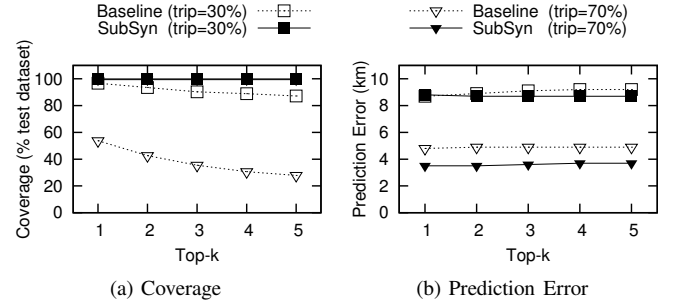 Baseline (trip=30%)
SubSyn (trip=30%)
Baseline (trip=70%)
SubSyn (trip=70%)
Coverage (% test dataset)
100
80
60
40
20
0
1 2 3 4 5
Top-k
(a) Coverage
Prediction Error (km)
10
8
6
4
2
0
1 2 3 4 5
Top-k
(b) Prediction Error